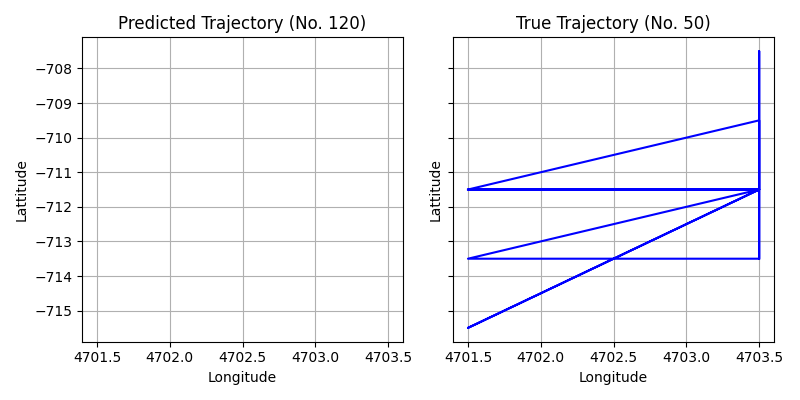 Predicted Trajectory (No. 120)
True Trajectory (No. 50)
−708
−709
−710
−711
−712
−713
−714
−715
Lattitude
Lattitude
4701.5 4702.0 4702.5 4703.0 4703.5
4701.5 4702.0 4702.5 4703.0 4703.5
Longitude
Longitude